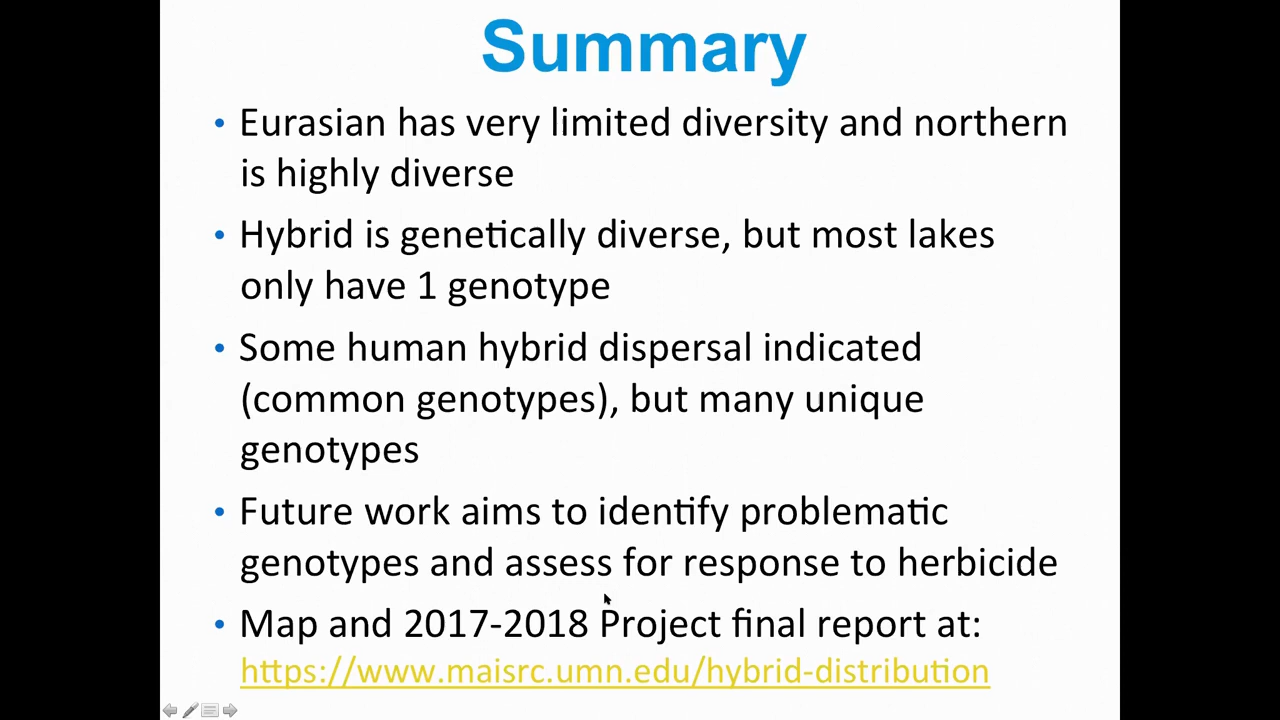 Summary
• Eurasian has very limited diversity and northern
is highly diverse
• Hybrid is genetically diverse, but most lakes
only have 1 genotype
• Some human hybrid dispersal indicated
(common genotypes), but many unique
genotypes
• Future work aims to identify problematic
genotypes and assess for response to herbicide
• Map and 2017-2018 Project final report at:
https://www.maisrc.umn.edu/hybrid-distribution